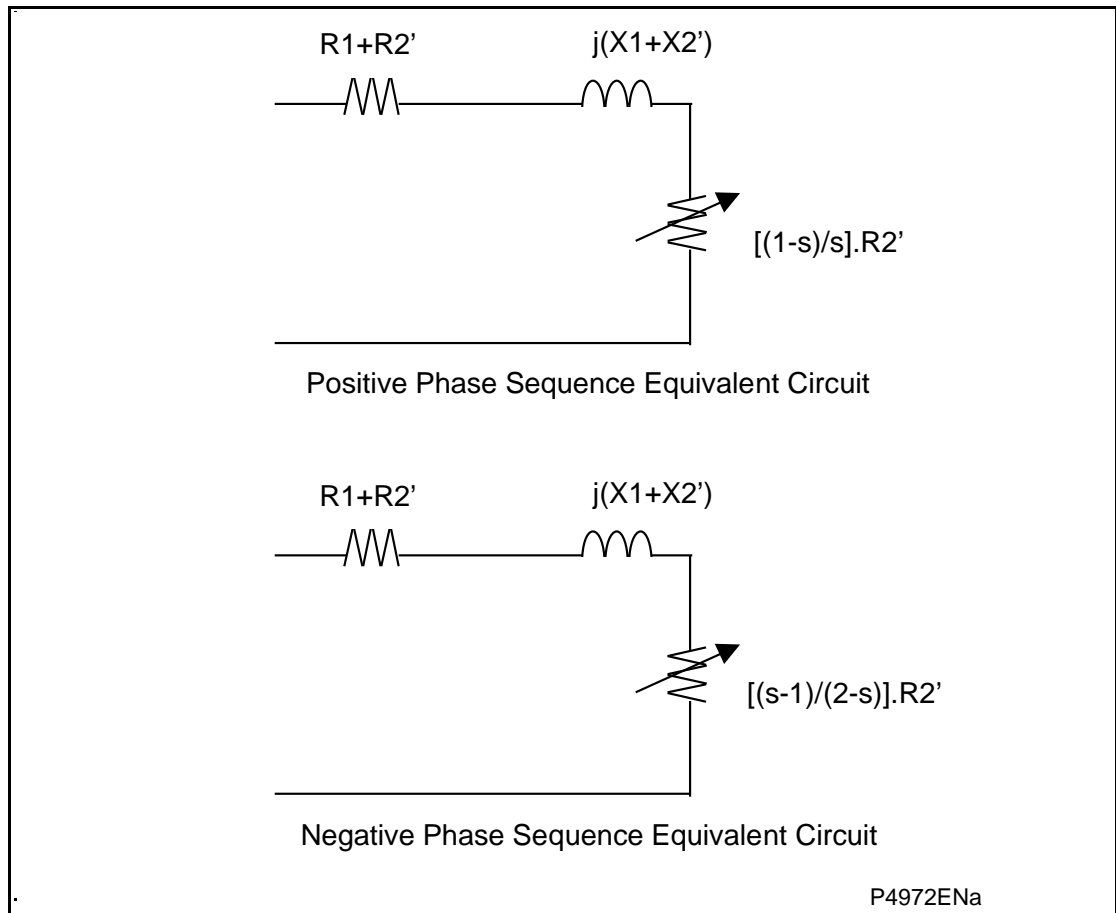 R1+R2’ j(X1+X2’)
[(1-s)/s].R2’
Positive Phase Sequence Equivalent Circuit
R1+R2’ j(X1+X2’)
[(s-1)/(2-s)].R2’
Negative Phase Sequence Equivalent Circuit
P4972ENa